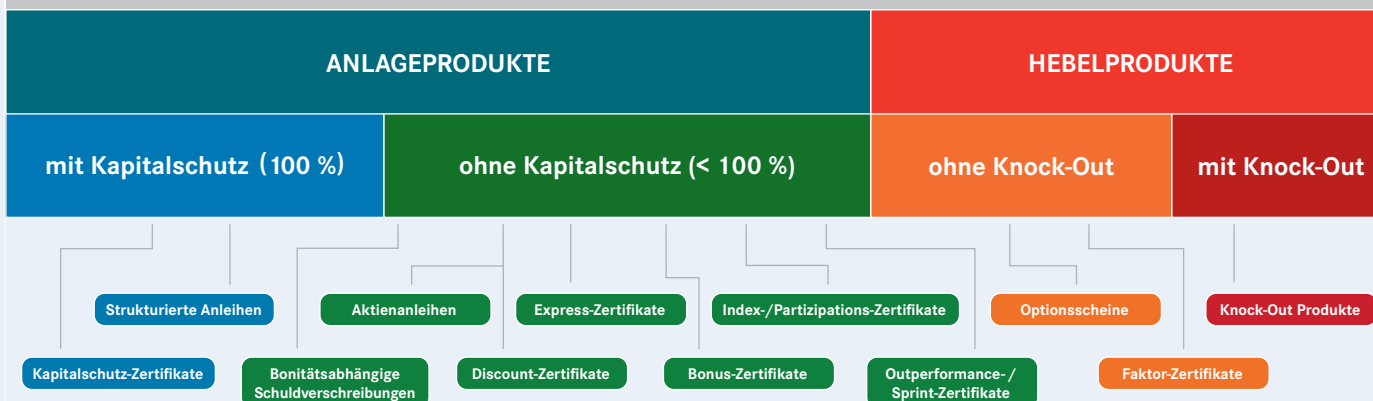 ANLAGEPRODUKTE
HEBELPRODUKTE
mit Kapitalschutz (100 %)
ohne Kapitalschutz (< 100 %)
ohne Knock-Out
mit Knock-Out
Strukturierte Anleihen
Aktienanleihen
Express-Zertifikate
Index-/Partizipations-Zertifikate
Optionsscheine
Knock-Out Produkte
Kapitalschutz-Zertifikate
Bonitätsabhängige
Schuldverschreibungen
Discount-Zertifikate
Bonus-Zertifikate
Outperformance-/
Sprint-Zertifikate
Faktor-Zertifikate